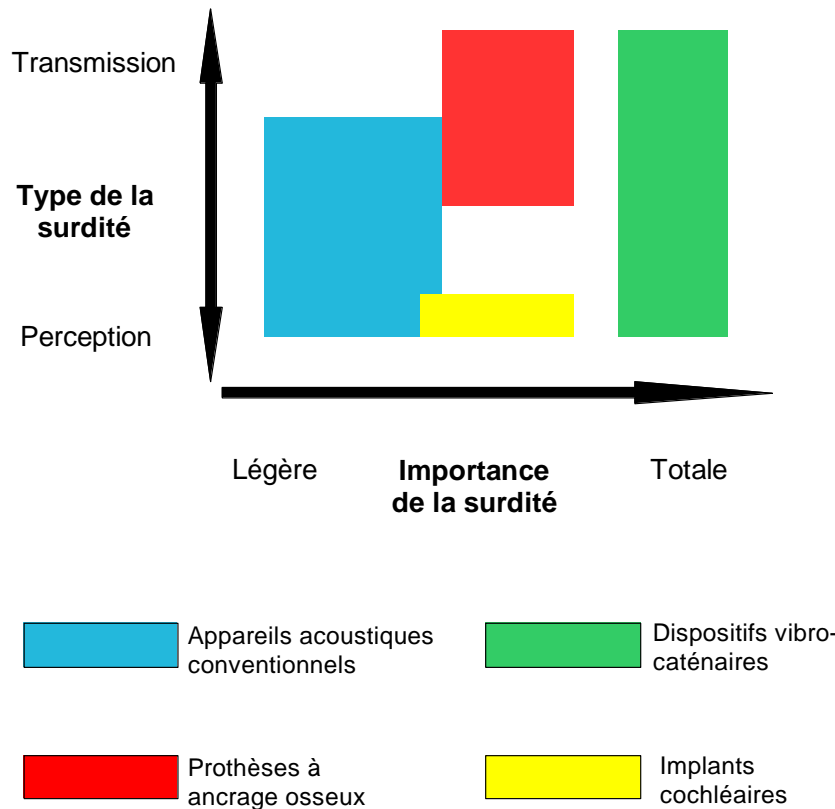 Transmission
Type de la
surdité
Perception
Légère
Importance
de la surdité
Totale
Appareils acoustiques
conventionnels
Dispositifs vibro-
caténaires
Prothèses à
ancrage osseux
Implants
cochléaires